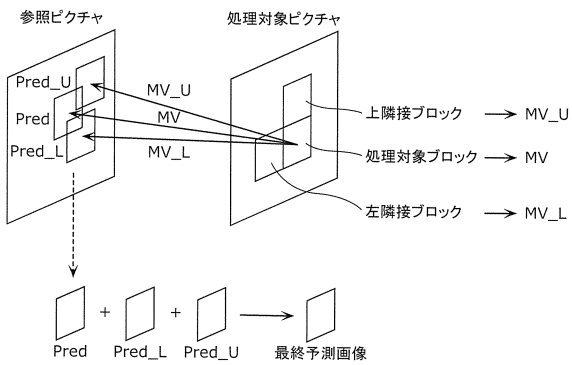 参照ピクチャ
処理対象ピクチャ
Pred_U
Pred
Pred_L
MV_U
MV
MV_L
上隣接ブロック
MV_U
処理対象ブロック
MV
左隣接ブロック
MV_L
+
+
Pred
Pred_L
Pred_U
最終予測画像